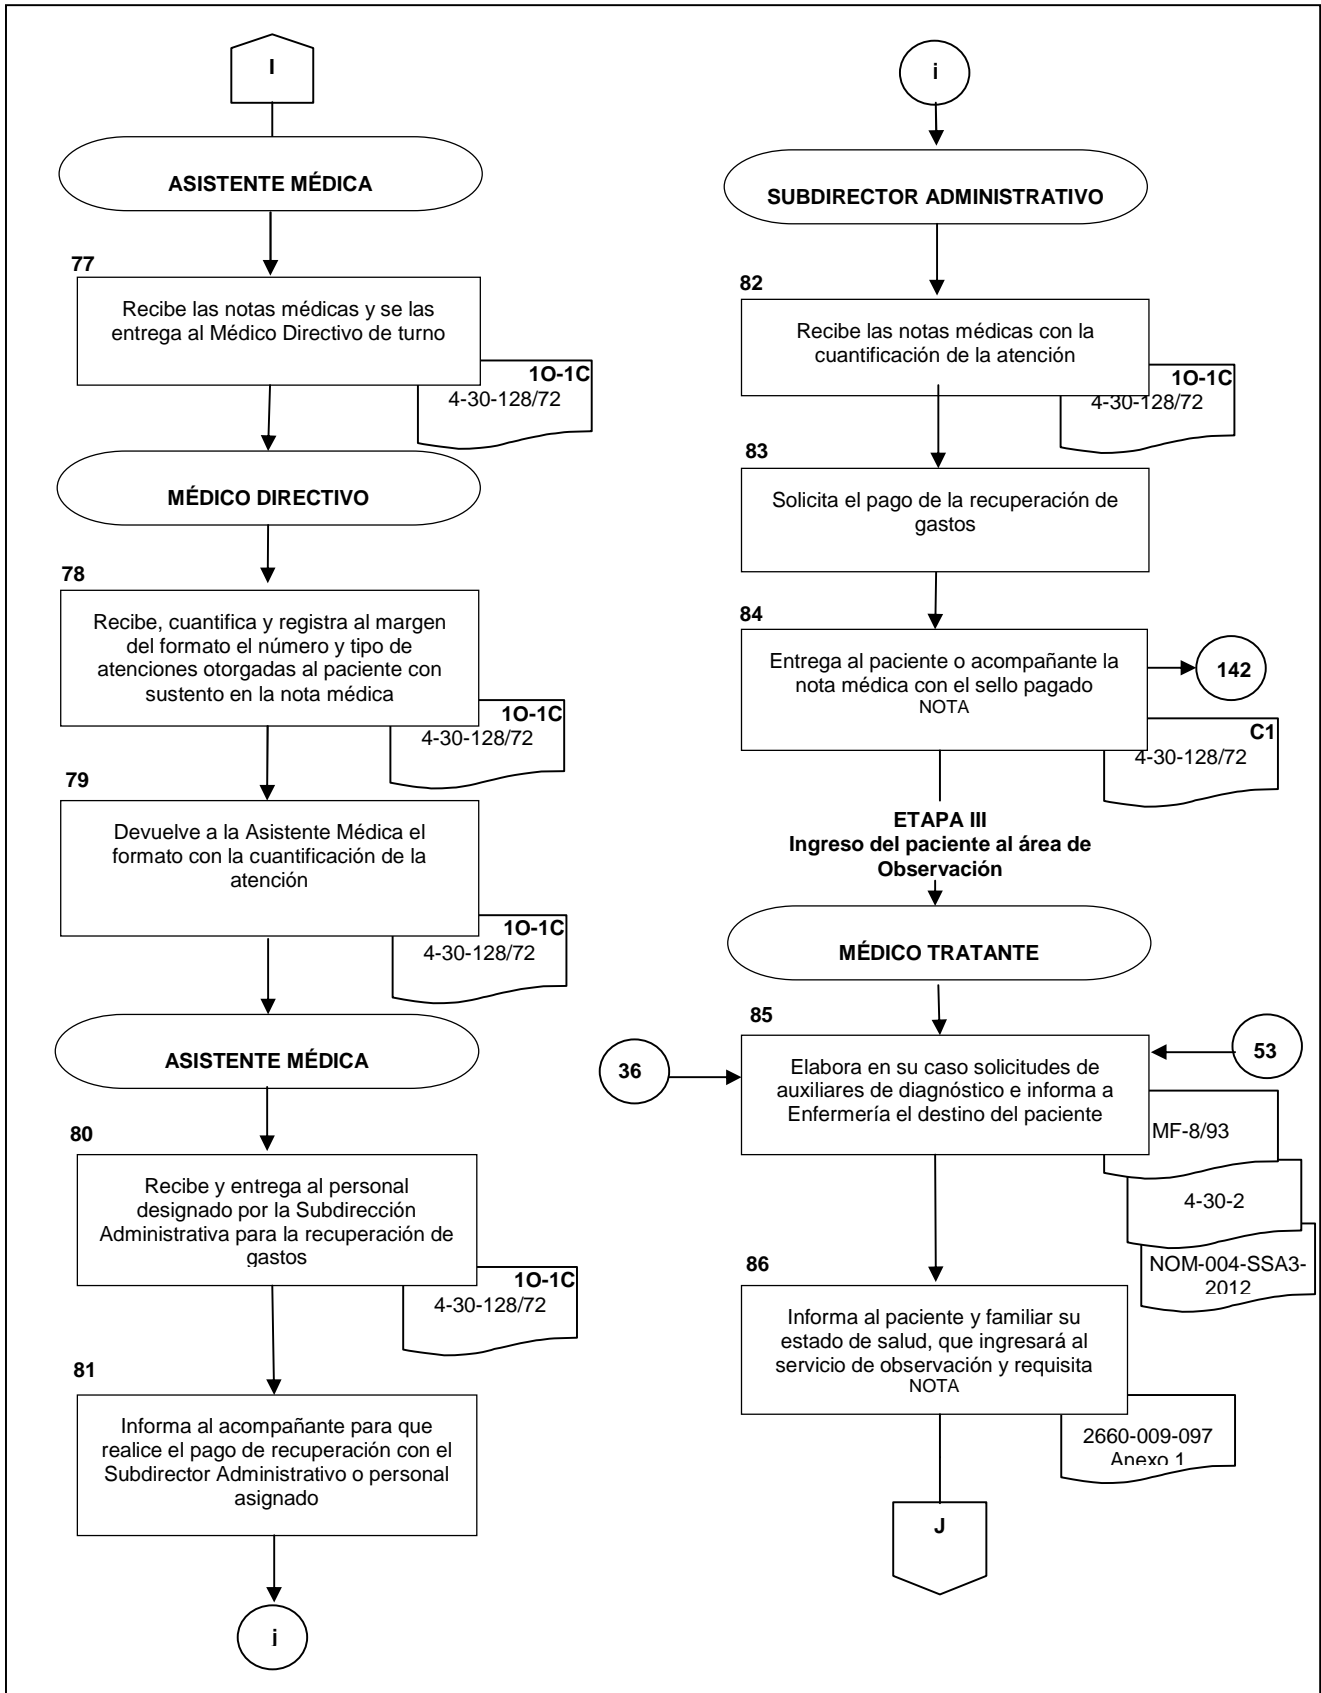 I
ASISTENTE MÉDICA
77
Recibe las notas médicas y se las
entrega al Médico Directivo de turno
1O-1C
4-30-128/72
MÉDICO DIRECTIVO
78
Recibe, cuantifica y registra al margen
del formato el número y tipo de
atenciones otorgadas al paciente con
sustento en la nota médica
1O-1C
4-30-128/72
79
Devuelve a la Asistente Médica el
formato con la cuantificación de la
atención
1O-1C
4-30-128/72
ASISTENTE MÉDICA
80
Recibe y entrega al personal
designado por la Subdirección
Administrativa para la recuperación de
gastos
1O-1C
4-30-128/72
81
Informa al acompañante para que
realice el pago de recuperación con el
Subdirector Administrativo o personal
asignado
i
i
SUBDIRECTOR ADMINISTRATIVO
82
Recibe las notas médicas con la
cuantificación de la atención
1O-1C
4-30-128/72
83
Solicita el pago de la recuperación de
gastos
84
Entrega al paciente o acompañante la
nota médica con el sello pagado
NOTA
142
C1
4-30-128/72
ETAPA III
Ingreso del paciente al área de
Observación
MÉDICO TRATANTE
85
36
Elabora en su caso solicitudes de
auxiliares de diagnóstico e informa a
Enfermería el destino del paciente
53
MF-8/93
4-30-2
NOM-004-SSA3-
2012
86
Informa al paciente y familiar su
estado de salud, que ingresará al
servicio de observación y requisita
NOTA
2660-009-097
Anexo 1
J